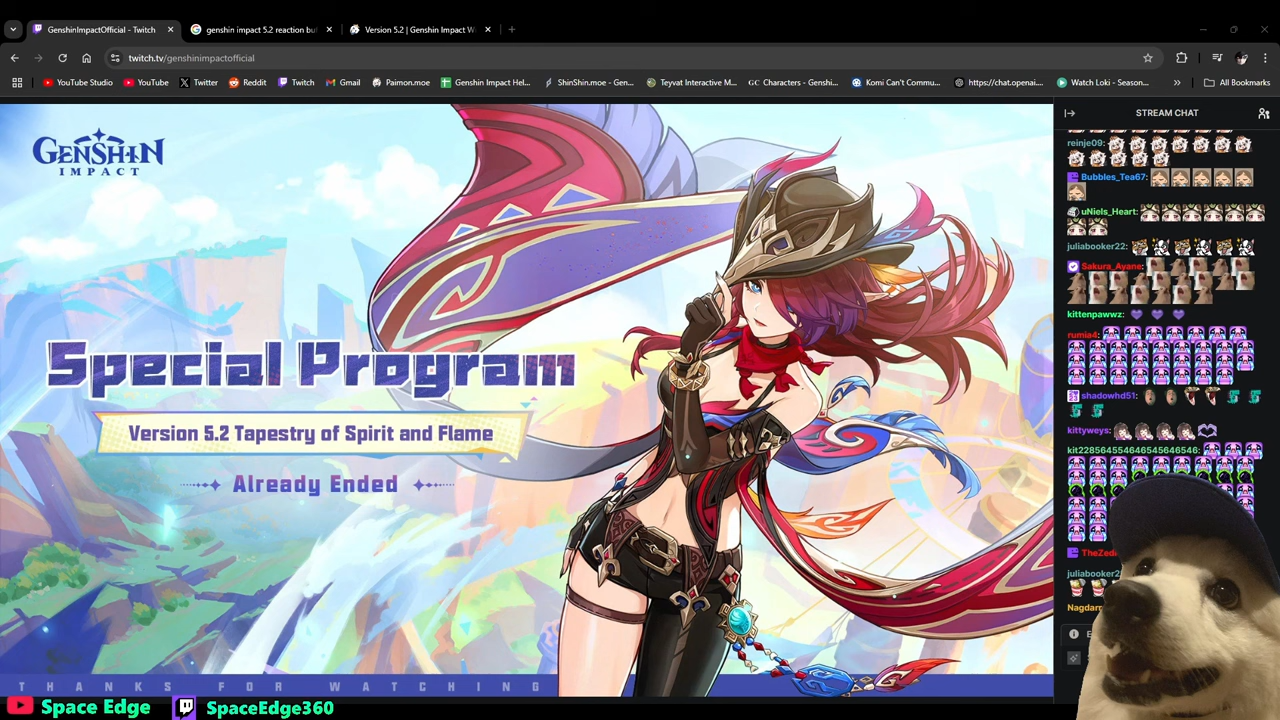 GenshinImpactOfficial - Twitch
genshin impact 5.2 reaction bu
Version 5.2 | Genshin Impact W
twitch.tv/genshinimpactofficial
YouTube Studio
YouTube
Twitter
Reddit
Twitch
Gmail
Paimon.moe
Genshin Impact Hel...
ShinShin.moe - Gen...
Teyvat Interactive M...
GC Characters - Genshi...
Komi Can't Commu...
https://chat.openai....
Watch Loki - Season...
All Bookmarks
GENSHIN
IMPACT
Special Program
Version 5.2 Tapestry of Spirit and Flame
Already Ended
THANKS FOR WATCHING
STREAM CHAT
reinje09:
Bubbles_Tea67:
uNiels_Heart:
juliabooker22:
Sakura_Ayane:
kittenpawwz:
rumia4:
shadowhd51:
kittyweys:
kit228564554646545646546:
TheZedi
juliabooker2
Nagdarr
Space Edge
SpaceEdge360